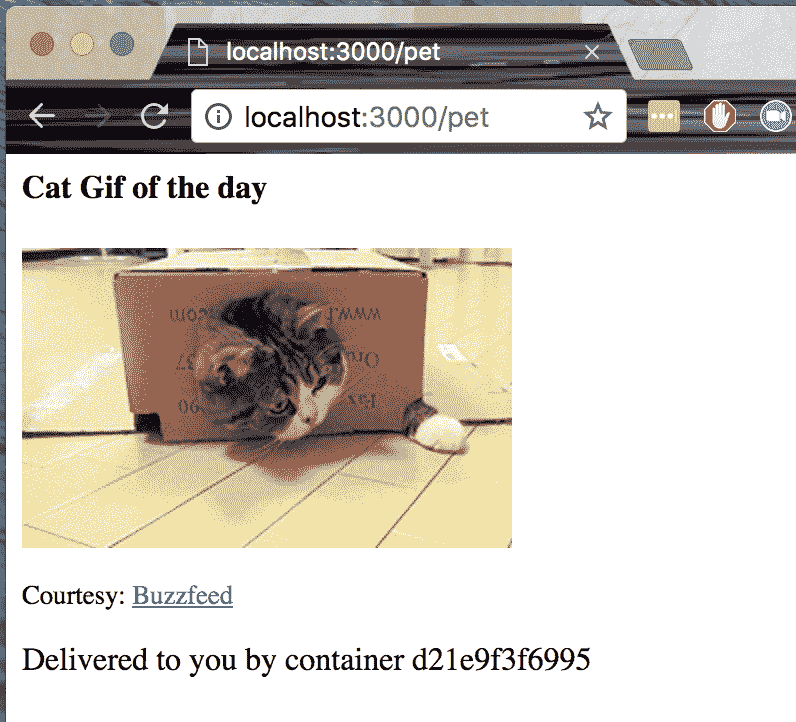 localhost:3000/pet
localhost:3000/pet
Cat Gif of the day
Courtesy: Buzzfeed
Delivered to you by container d21e9f3f6995